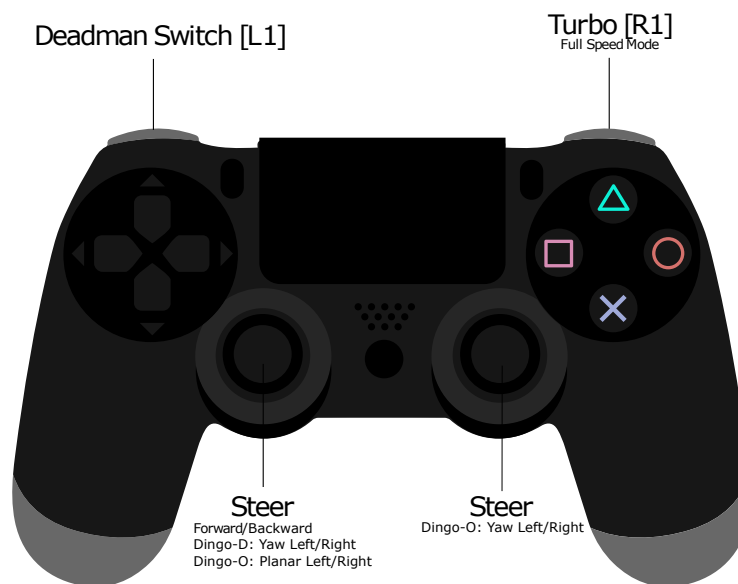 Deadman Switch [L1]
Turbo [R1]
Full Speed Mode
Steer
Forward/Backward
Dingo-D: Yaw Left/Right
Dingo-O: Planar Left/Right
Steer
Dingo-O: Yaw Left/Right